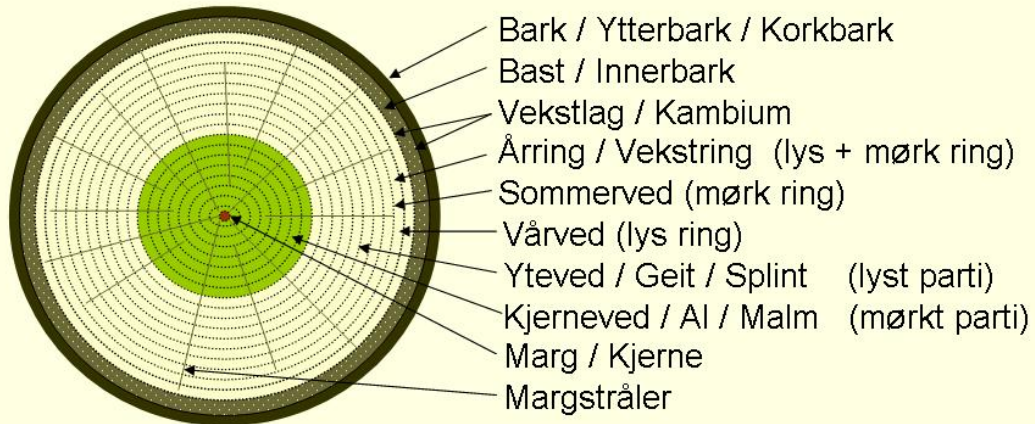 Bark / Ytterbark / Korkbark
Bast / Innerbark
Vekstlag / Kambium
Årring / Vekstring (lys + mørk ring)
Sommerved (mørk ring)
Vårved (lys ring)
Yteved / Geit / Splint (lyst parti)
Kjerneved / Al / Malm (mørkt parti)
Marg / Kjerne
Margstråler